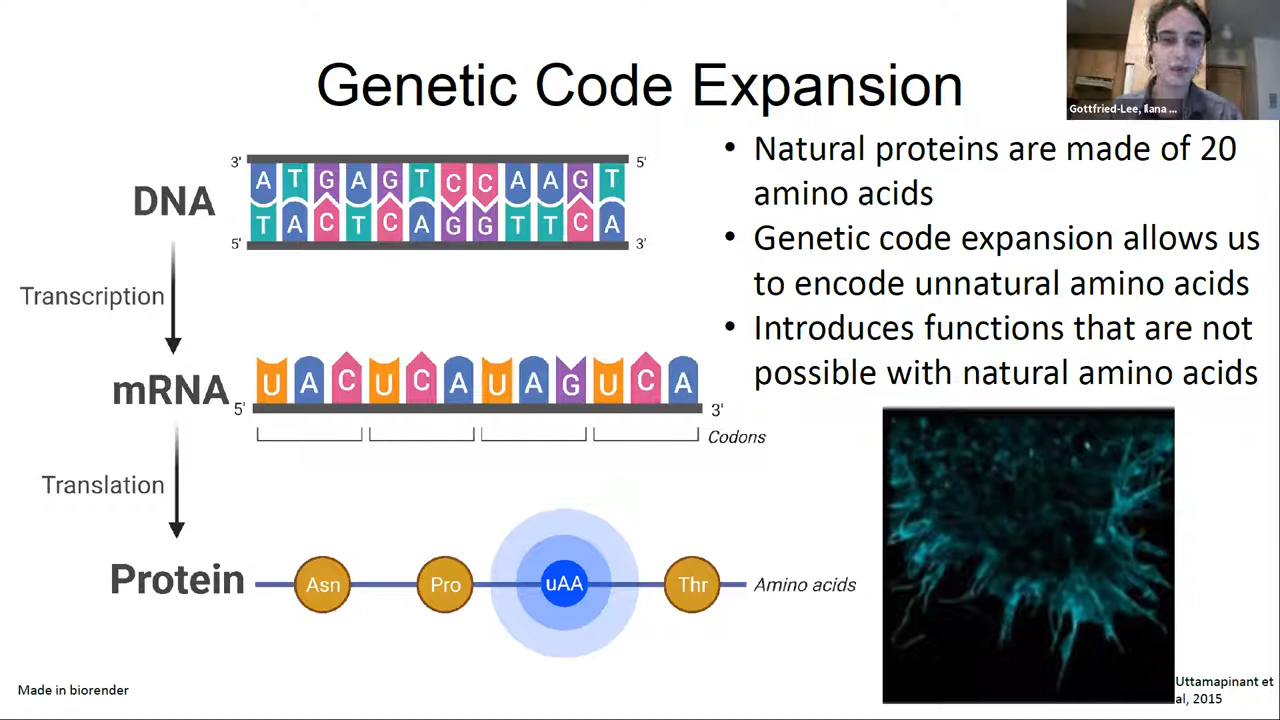 Genetic Code Expansion
Gottfried-Lee, Ilana ...
3' 5'
A T G A G T C C A A G T
DNA
T A C T C A G G T T C A
5' 3'
Transcription
mRNA
U A C U C A U A G U C A
5' 3'
Codons
Translation
Protein
Asn Pro uAA Thr Amino acids
Made in biorender
• Natural proteins are made of 20
amino acids
• Genetic code expansion allows us
to encode unnatural amino acids
• Introduces functions that are not
possible with natural amino acids
Uttamapinant et
al, 2015